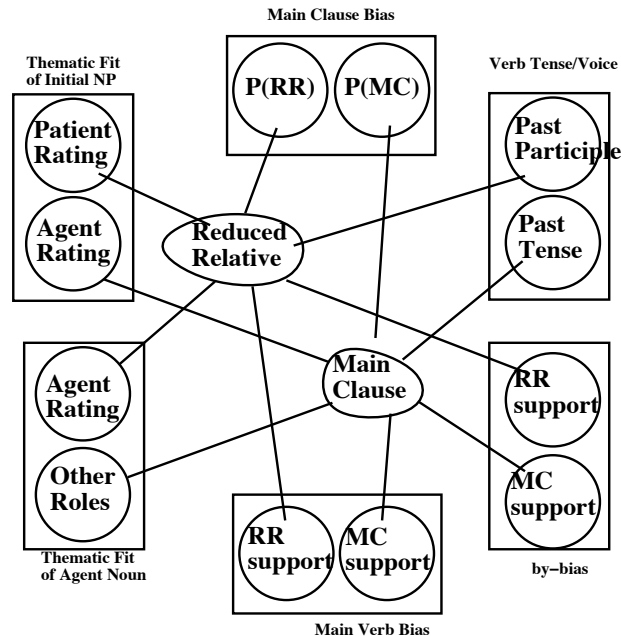 Main Clause Bias
P(RR)
P(MC)
Thematic Fit
of Initial NP
Patient
Rating
Agent
Rating
Verb Tense/Voice
Past
Participle
Past
Tense
Reduced
Relative
Main
Clause
Agent
Rating
Other
Roles
Thematic Fit
of Agent Noun
RR
support
MC
support
by−bias
RR
support
MC
support
Main Verb Bias